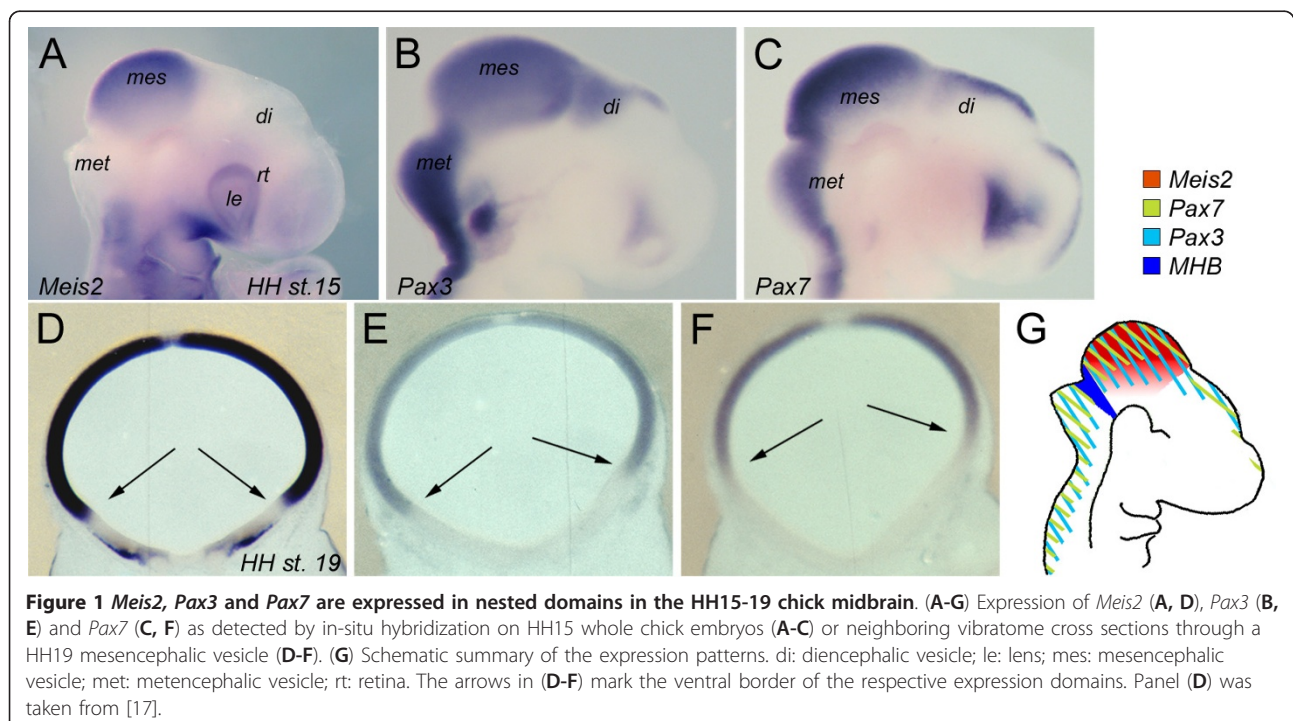 A
mes
di
met
rt
le
Meis2
HH st.15
B
mes
di
met
Pax3
C
mes
di
met
Pax7
Meis2
Pax7
Pax3
MHB
D
HH st. 19
E
F
G
Figure 1 Meis2, Pax3 and Pax7 are expressed in nested domains in the HH15-19 chick midbrain. (A-G) Expression of Meis2 (A, D), Pax3 (B,
E) and Pax7 (C, F) as detected by in-situ hybridization on HH15 whole chick embryos (A-C) or neighboring vibratome cross sections through a
HH19 mesencephalic vesicle (D-F). (G) Schematic summary of the expression patterns. di: diencephalic vesicle; le: lens; mes: mesencephalic
vesicle; met: metencephalic vesicle; rt: retina. The arrows in (D-F) mark the ventral border of the respective expression domains. Panel (D) was
taken from [17].